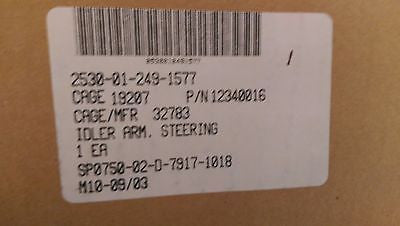 2530-01-249-1577
CAGE 19207 P/N 12340016
CAGE/MFR 32783
IDLER ARM. STEERING
1 EA
SP0750-02-D-7917-1018
M10-09/03